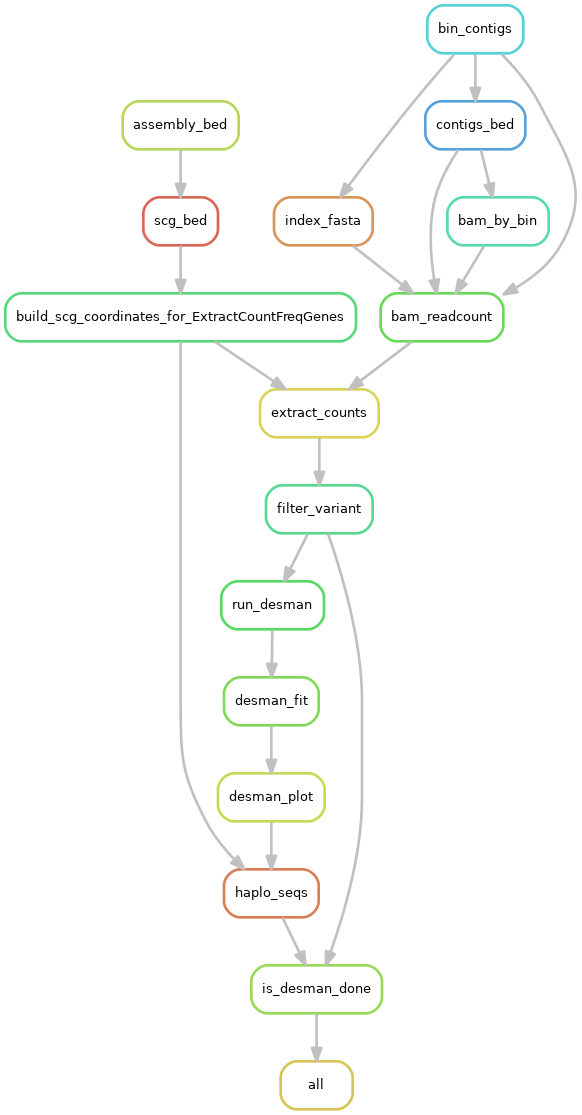 bin_contigs
assembly_bed
contigs_bed
scg_bed
index_fasta
bam_by_bin
build_scg_coordinates_for_ExtractCountFreqGenes
bam_readcount
extract_counts
filter_variant
run_desman
desman_fit
desman_plot
haplo_seqs
is_desman_done
all